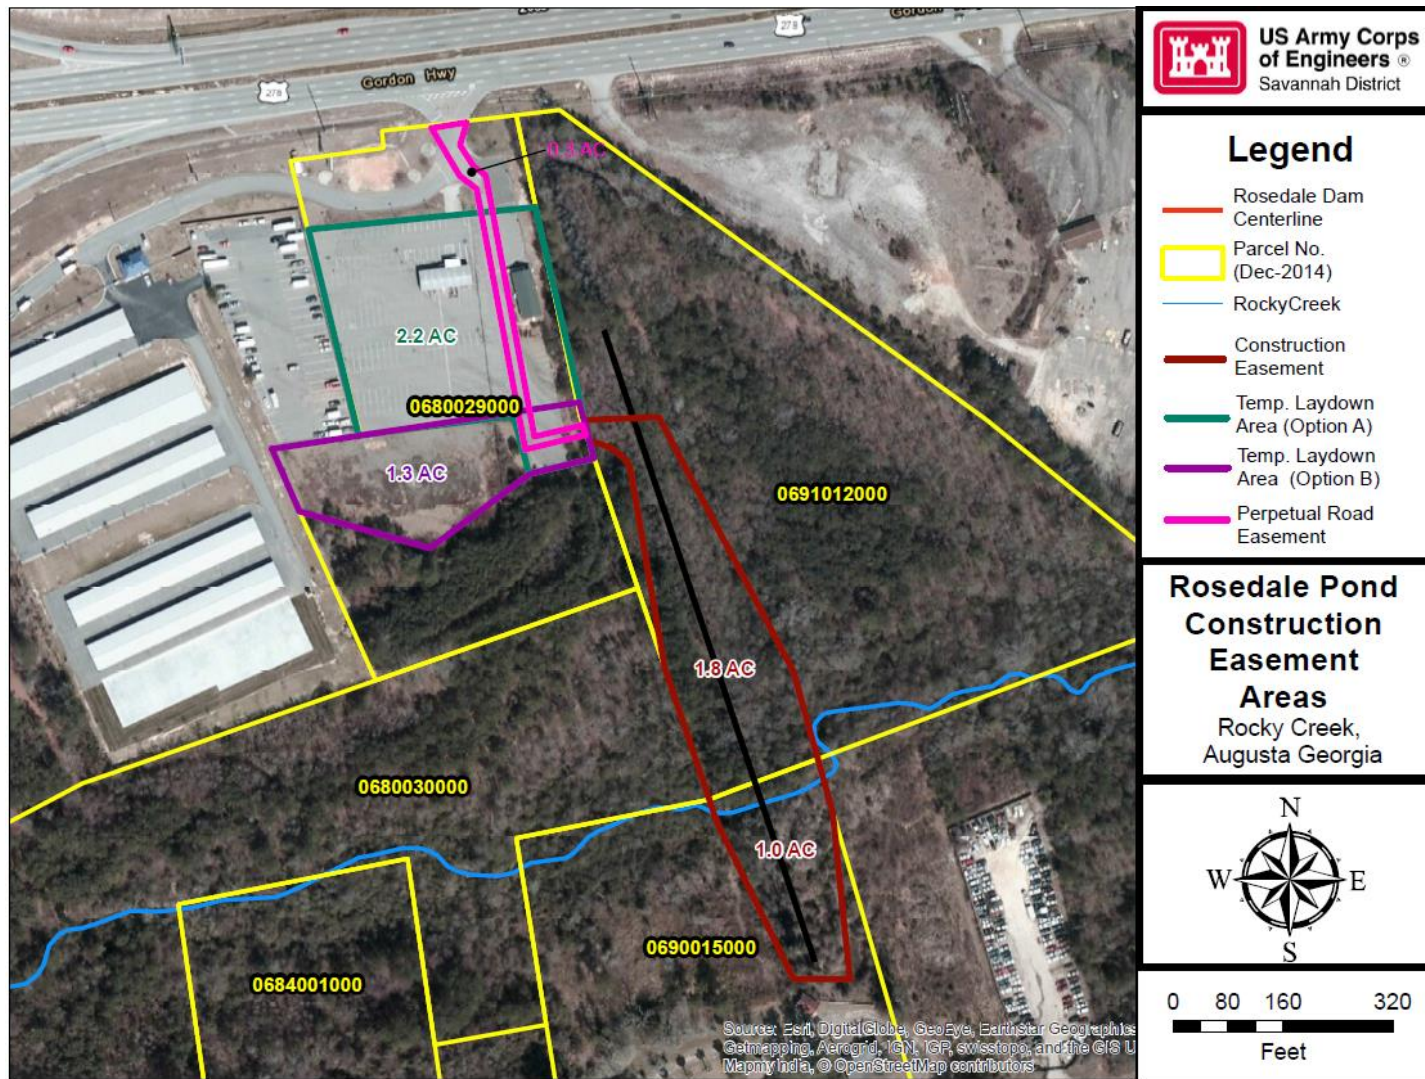 Gordon Hwy
278
278
0.3 AC
2.2 AC
0680029000
1.3 AC
0691012000
1.8 AC
0680030000
1.0 AC
0690015000
0684001000
Source: Esri, DigitalGlobe, GeoEye, Earthstar Geographics
Getmapping, Aerogrid, IGN, IGP, swisstopo, and the GIS U
Mapmy India, © OpenStreetMap contributors
US Army Corps
of Engineers ®
Savannah District
Legend
Rosedale Dam
Centerline
Parcel No.
(Dec-2014)
RockyCreek
Construction
Easement
Temp. Laydown
Area (Option A)
Temp. Laydown
Area (Option B)
Perpetual Road
Easement
Rosedale Pond
Construction
Easement
Areas
Rocky Creek,
Augusta Georgia
N
W E
S
0 80 160 320
Feet